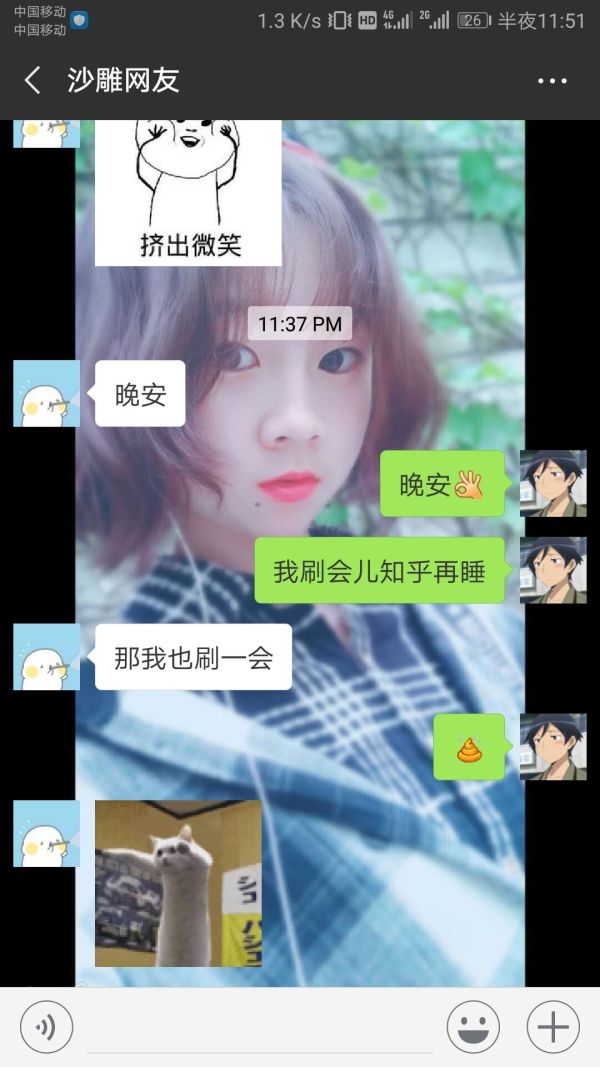 中国移动
中国移动
1.3 K/s
HD
4G
2G
26
半夜11:51
沙雕网友
挤出微笑
11:37 PM
晚安
晚安👌
我刷会儿知乎再睡
那我也刷一会
💩